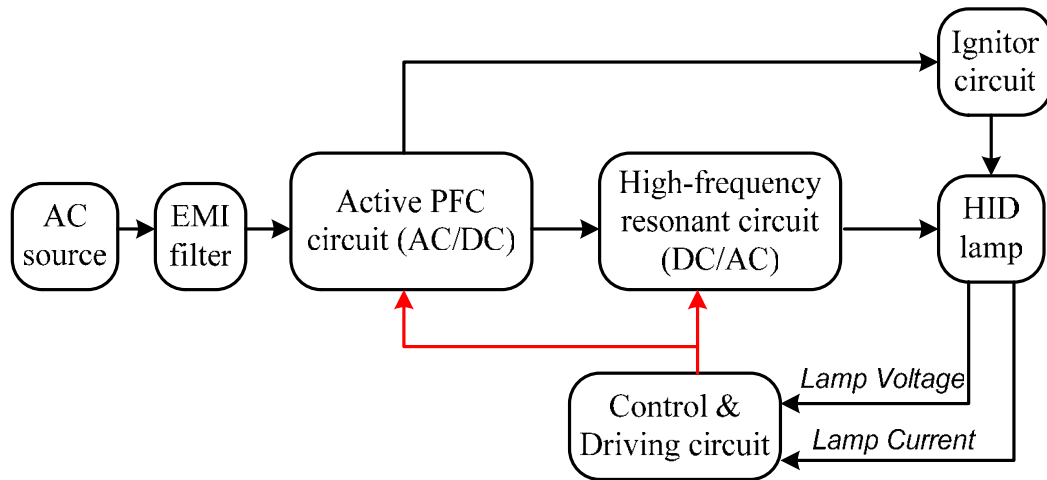 Ignitor
circuit
AC
source
EMI
filter
Active PFC
circuit (AC/DC)
High-frequency
resonant circuit
(DC/AC)
HID
lamp
Lamp Voltage
Control &
Driving circuit
Lamp Current